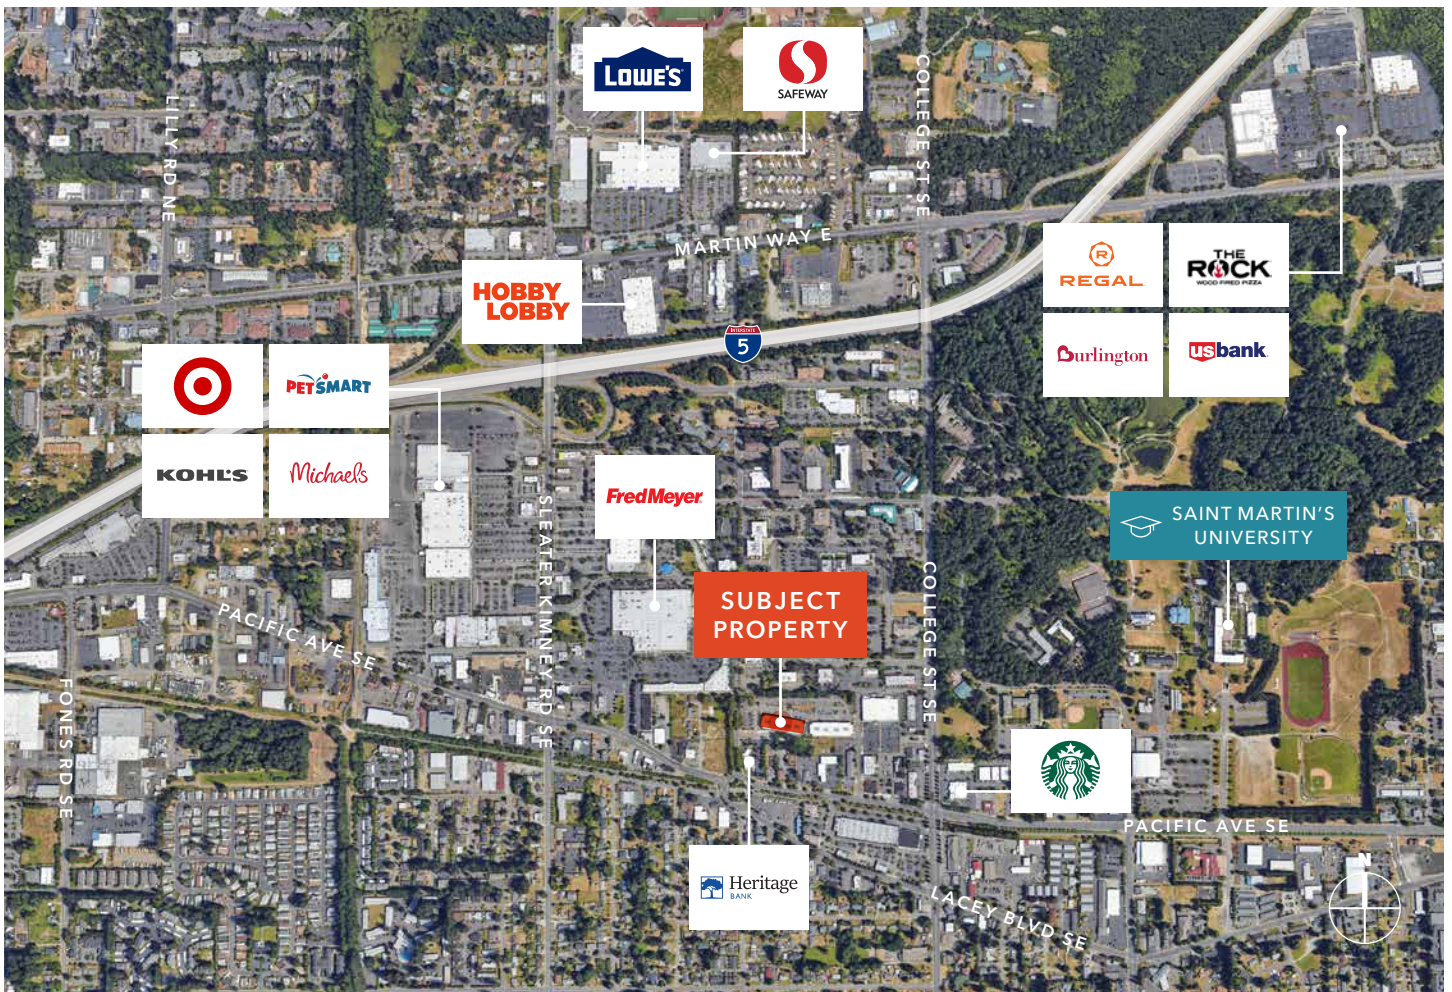 LOWE'S
SAFEWAY
COLLEGE ST SE
LILLY RD NE
MARTIN WAY E
REGAL
THE
ROCK
WOOD FIRED PIZZA
HOBBY
LOBBY
INTERSTATE
5
Burlington
usbank
PETSMART
KOHL'S
Michaels
FredMeyer
SLEATER KIMNEY RD SE
SAINT MARTIN'S
UNIVERSITY
SUBJECT
PROPERTY
COLLEGE ST SE
PACIFIC AVE SE
FONES RD SE
PACIFIC AVE SE
Heritage
BANK
LACEY BLVD SE
N